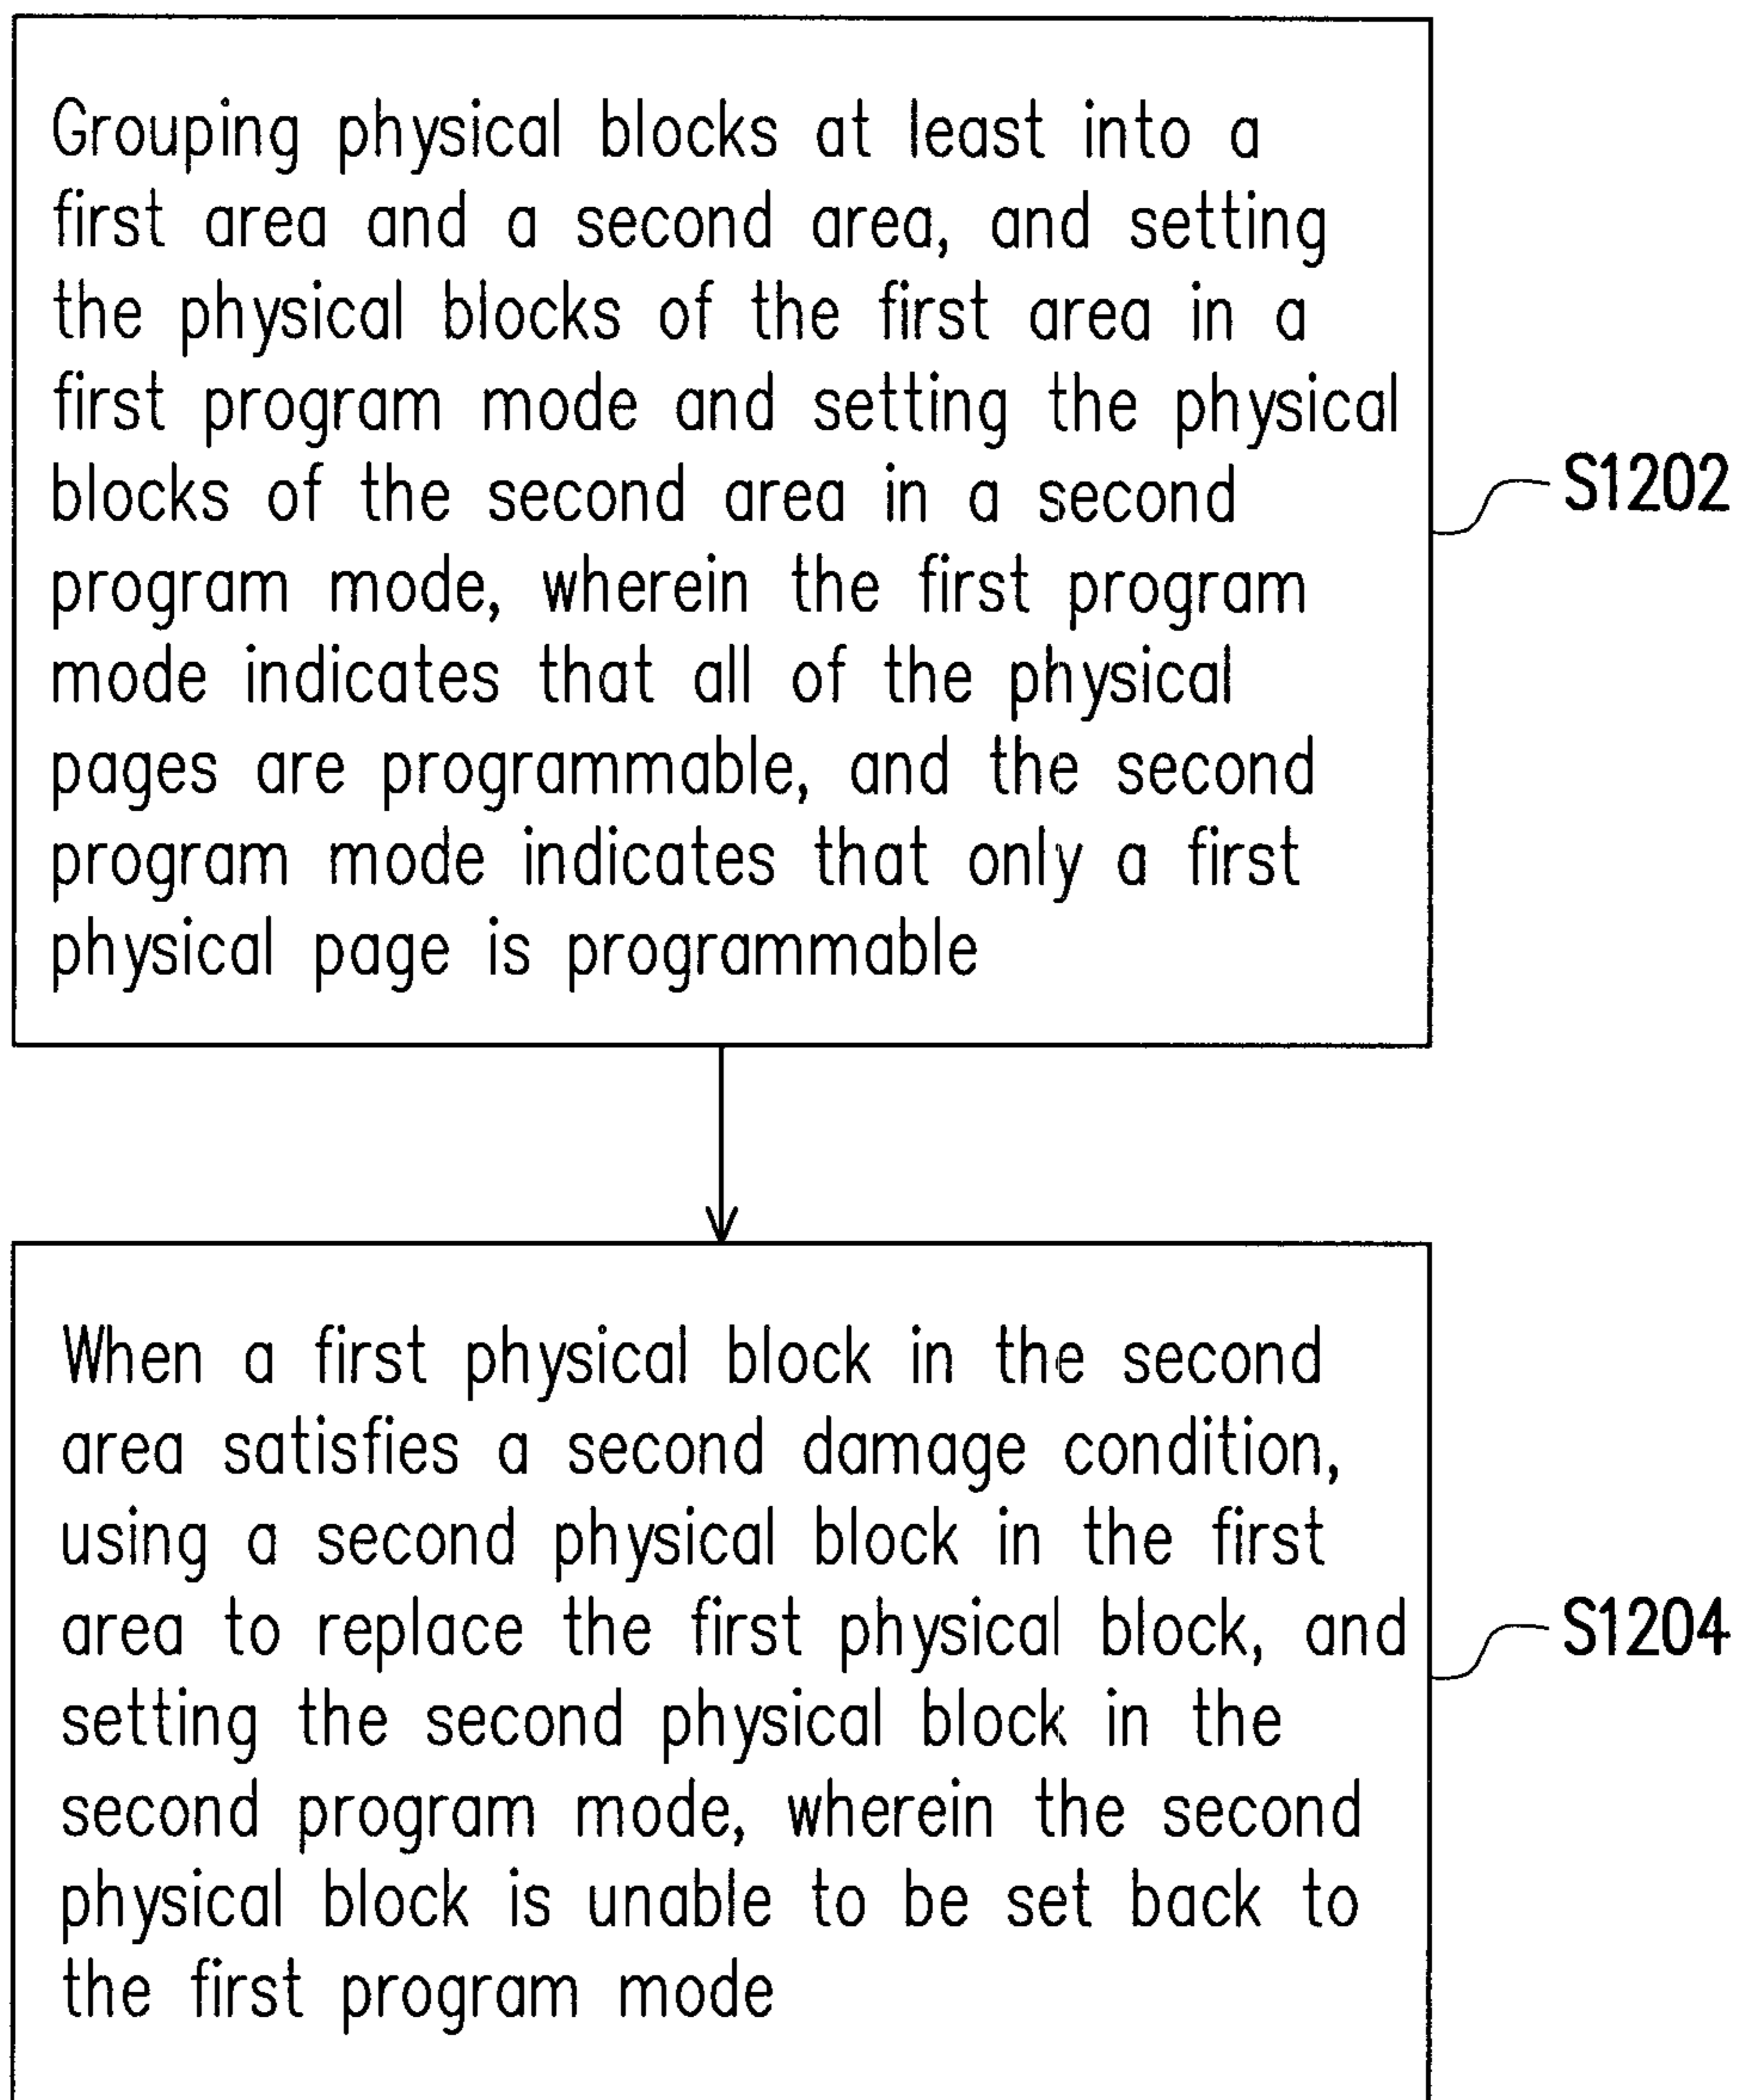 Grouping physical blocks at least into a
first area and a second area, and setting
the physical blocks of the first area in a
first program mode and setting the physical
blocks of the second area in a second
program mode, wherein the first program
mode indicates that all of the physical
pages are programmable, and the second
program mode indicates that only a first
physical page is programmable
S1202
When a first physical block in the second
area satisfies a second damage condition,
using a second physical block in the first
area to replace the first physical block, and
setting the second physical block in the
second program mode, wherein the second
physical block is unable to be set back to
the first program mode
S1204